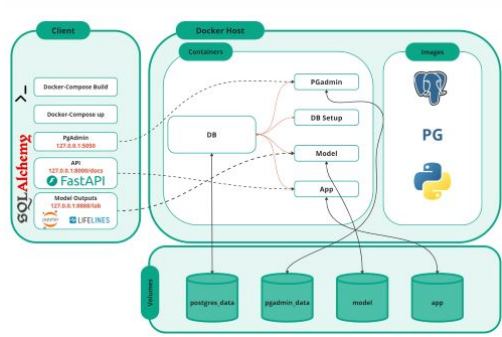 Client
Docker-Compose Build
Docker-Compose up
PgAdmin
127.0.0.1:5050
API
127.0.0.1:8000/docs
FastAPI
Model Outputs
127.0.0.1:8888/lab
jupyter
LIFELINES
SQLAlchemy
Docker Host
Containers
DB
PGadmin
DB Setup
Model
App
Images
PG
Volumes
postgres_data
pgadmin_data
model
app